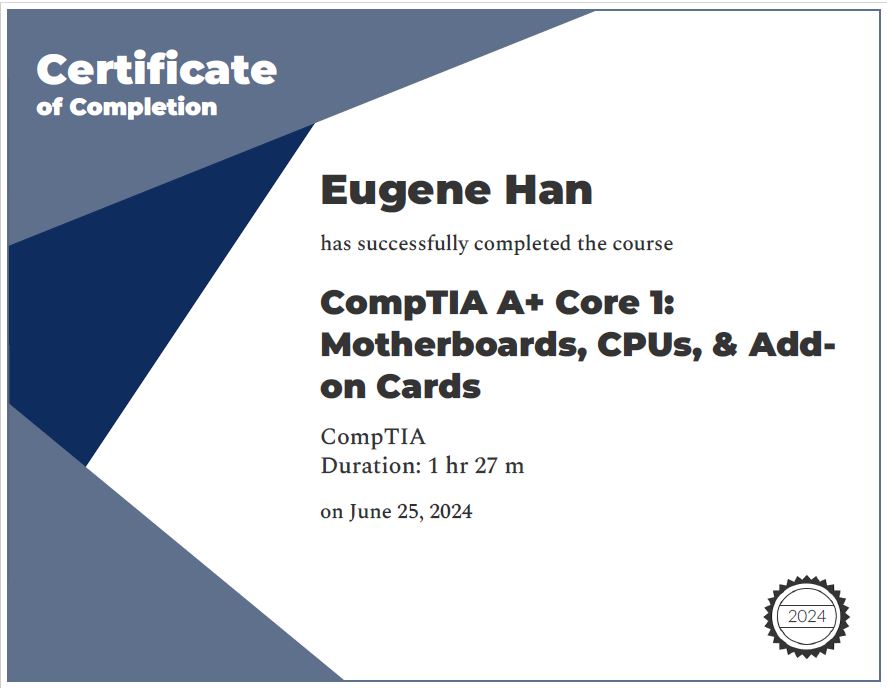 Certificate
of Completion
Eugene Han
has successfully completed the course
CompTIA A+ Core 1:
Motherboards, CPUs, & Add-
on Cards
CompTIA
Duration: 1 hr 27 m
on June 25, 2024
2024